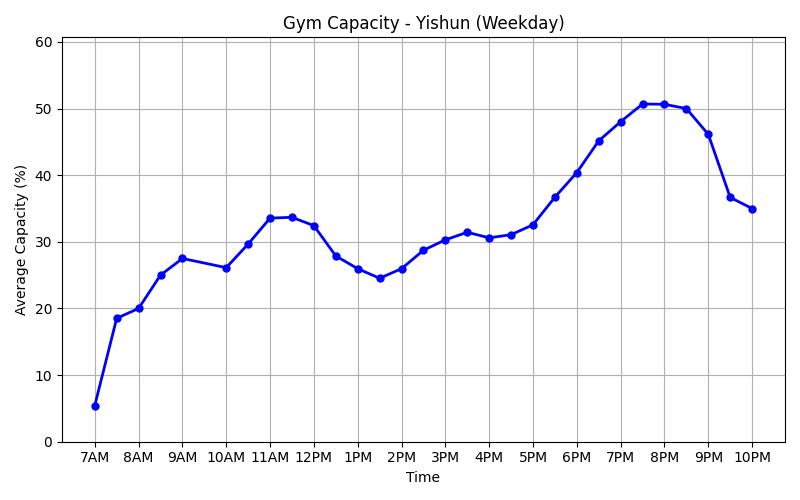 Gym Capacity - Yishun (Weekday)
Average Capacity (%)
60
50
40
30
20
10
0
7AM 8AM 9AM 10AM 11AM 12PM 1PM 2PM 3PM 4PM 5PM 6PM 7PM 8PM 9PM 10PM
Time